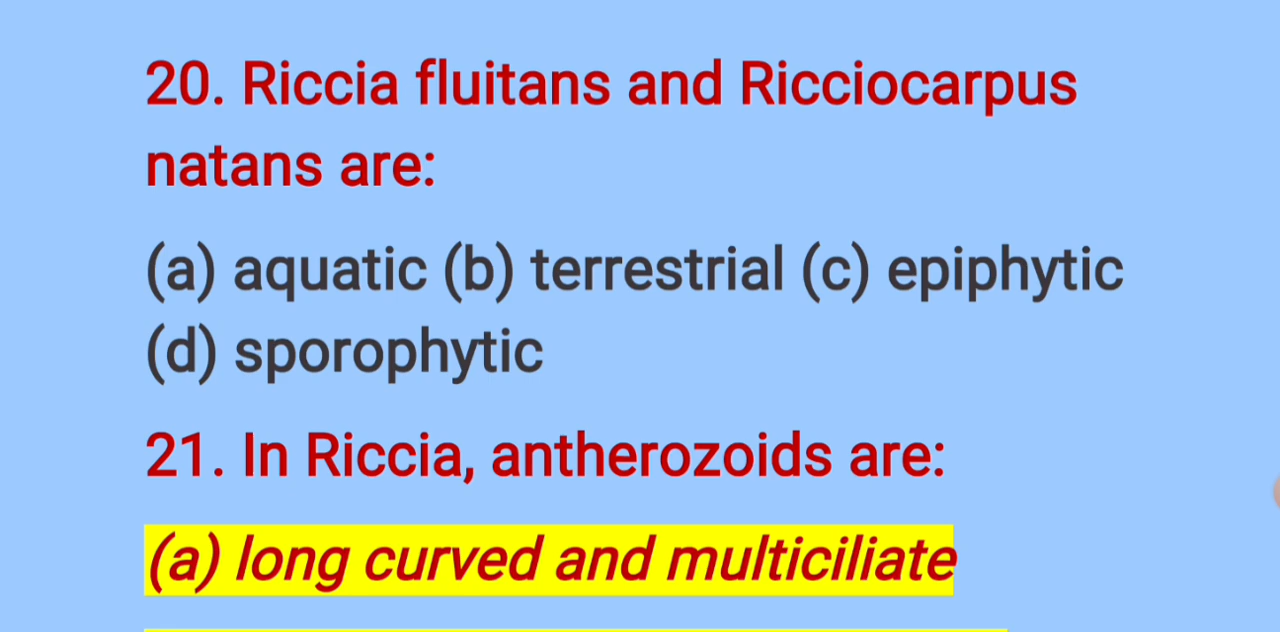 20. Riccia fluitans and Ricciocarpus
natans are:
(a) aquatic (b) terrestrial (c) epiphytic
(d) sporophytic
21. In Riccia, antherozoids are:
(a) long curved and multiciliate